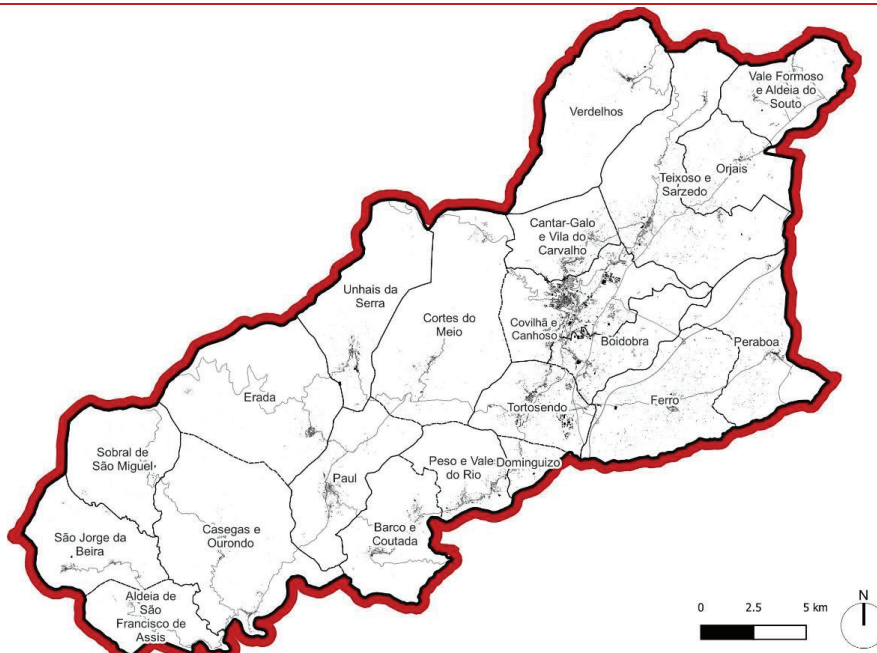 Vale Formoso
e Aldeia do
Souto
Verdelhos
Orjais
Teixoso e
Sarzedo
Cantar-Galo
e Vila do
Carvalho
Unhais da
Serra
Cortes do
Meio
Covilhã e
Canhoso
Boidobra
Peraboa
Erada
Tortosendo
Ferro
Sobral de
São Miguel
Paul
Peso e Vale
do Rio
Dominguizo
São Jorge da
Beira
Casegas e
Ourondo
Barco e
Coutada
Aldeia de
São
Francisco de
Assis
0 2.5 5 km
N